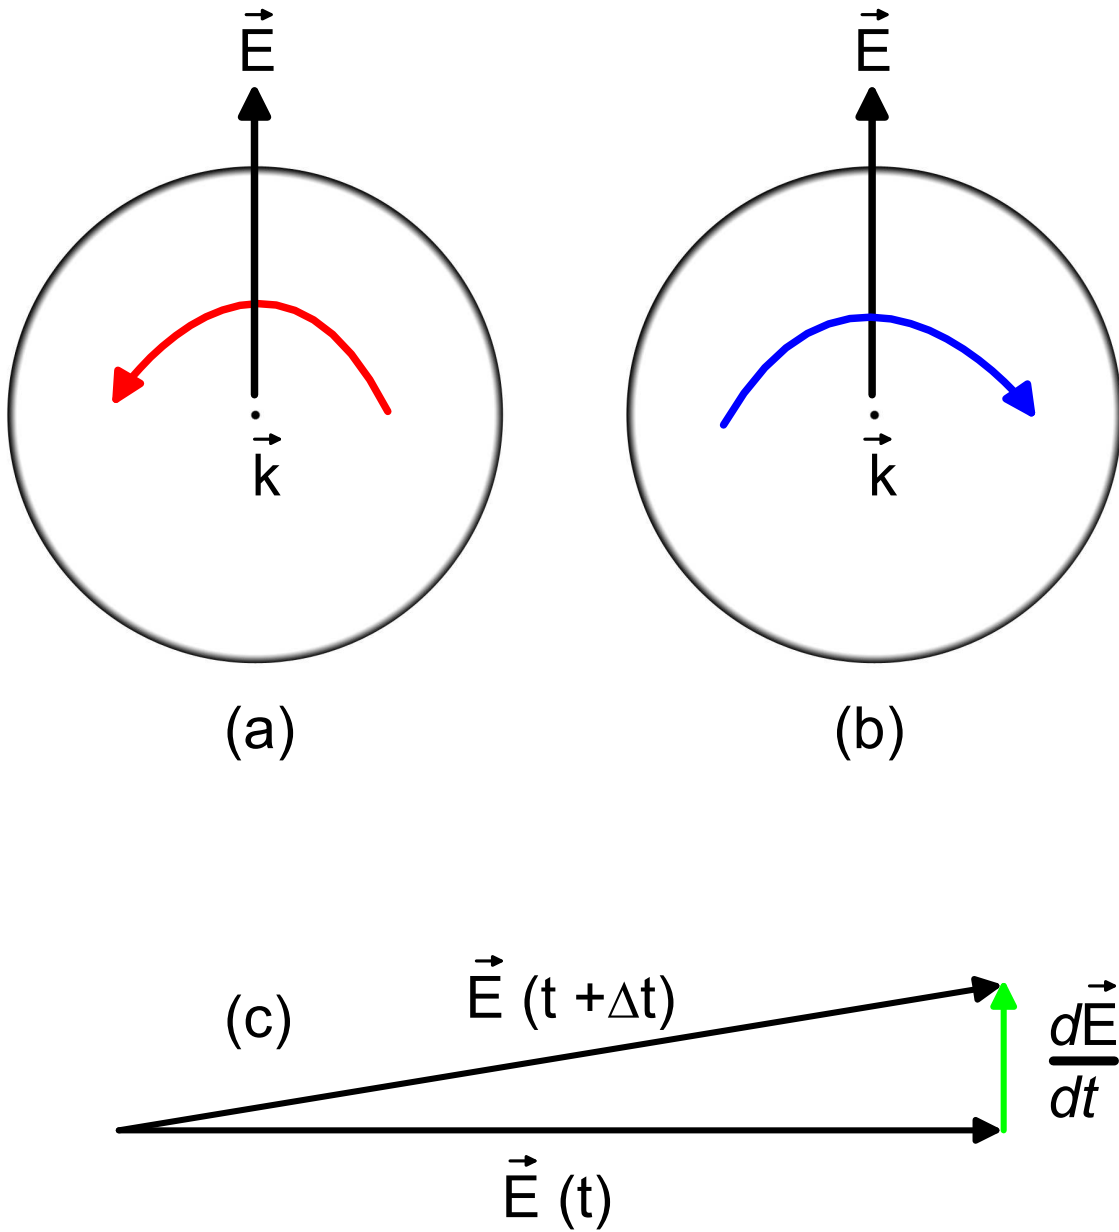 E⃗ E⃗
k⃗ k⃗
(a) (b)
(c) E⃗ (t +Δt)
dE⃗
dt
E⃗ (t)